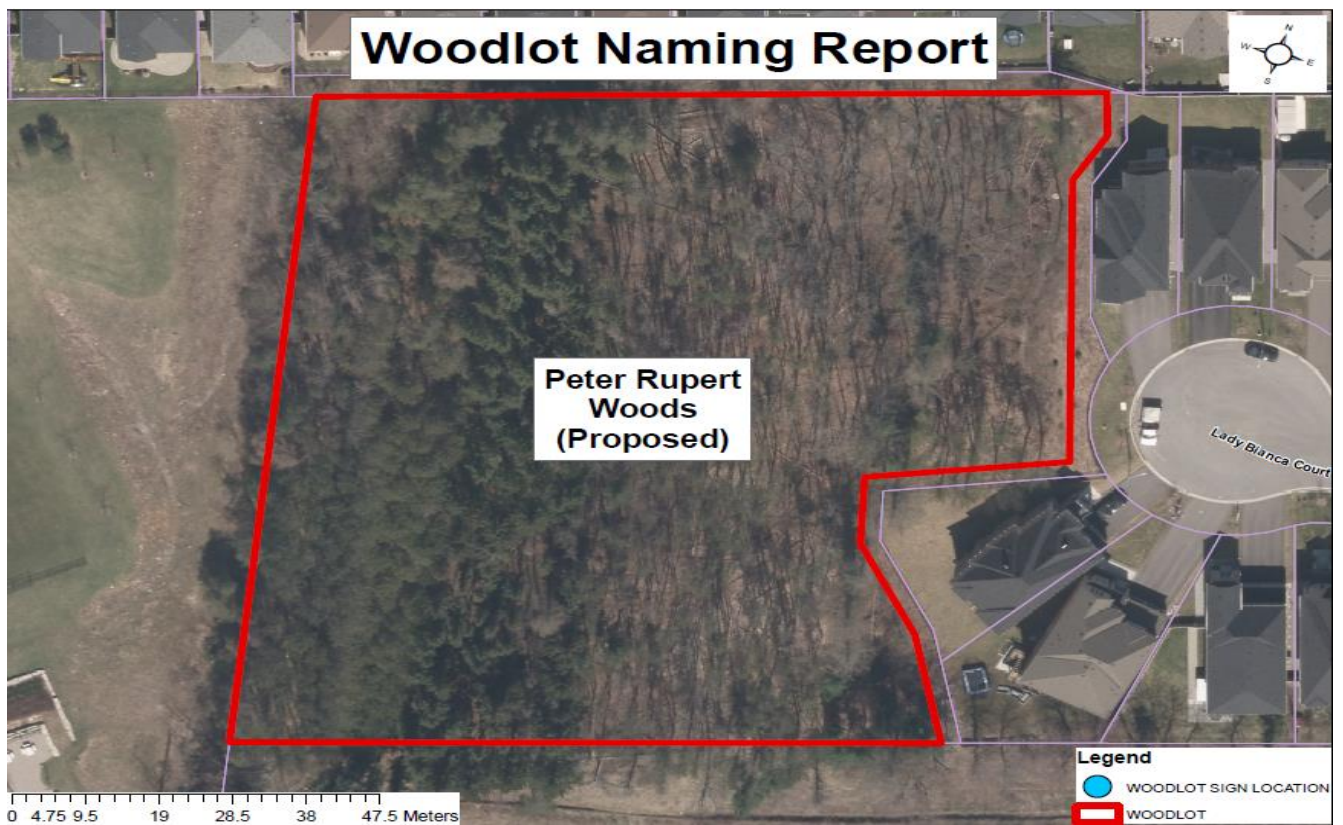 Woodlot Naming Report
N
W
E
S
Peter Rupert
Woods
(Proposed)
Lady Bianca Court
Legend
WOODLOT SIGN LOCATION
WOODLOT
0 4.75 9.5 19 28.5 38 47.5 Meters